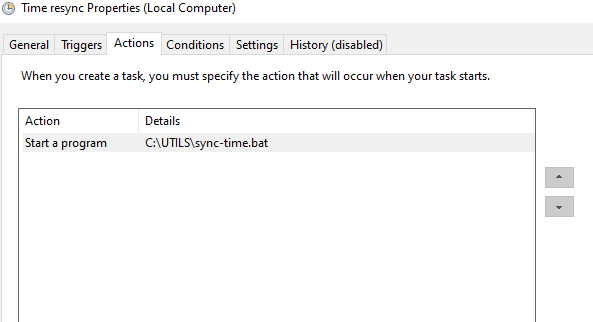 Time resync Properties (Local Computer)
General Triggers Actions Conditions Settings History (disabled)
When you create a task, you must specify the action that will occur when your task starts.
Action Details
Start a program C:\UTILS\sync-time.bat